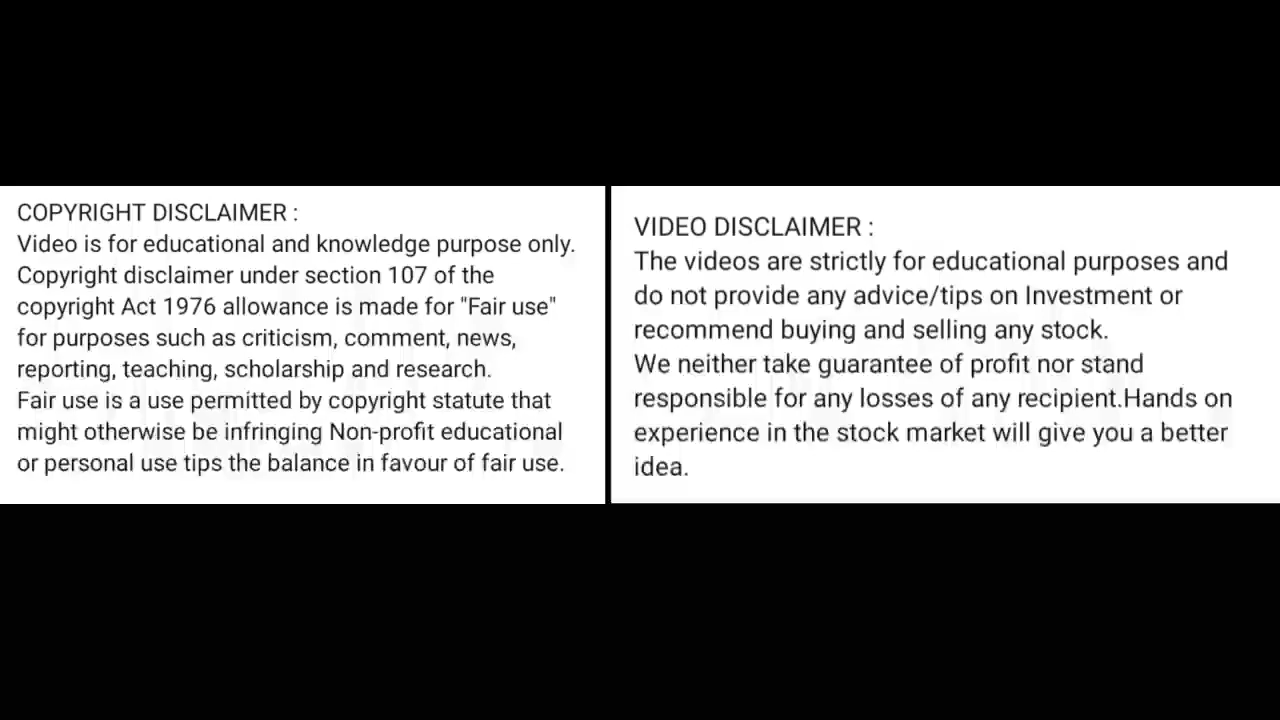 COPYRIGHT DISCLAIMER :
Video is for educational and knowledge purpose only.
Copyright disclaimer under section 107 of the
copyright Act 1976 allowance is made for "Fair use"
for purposes such as criticism, comment, news,
reporting, teaching, scholarship and research.
Fair use is a use permitted by copyright statute that
might otherwise be infringing Non-profit educational
or personal use tips the balance in favour of fair use.
VIDEO DISCLAIMER :
The videos are strictly for educational purposes and
do not provide any advice/tips on Investment or
recommend buying and selling any stock.
We neither take guarantee of profit nor stand
responsible for any losses of any recipient.Hands on
experience in the stock market will give you a better
idea.